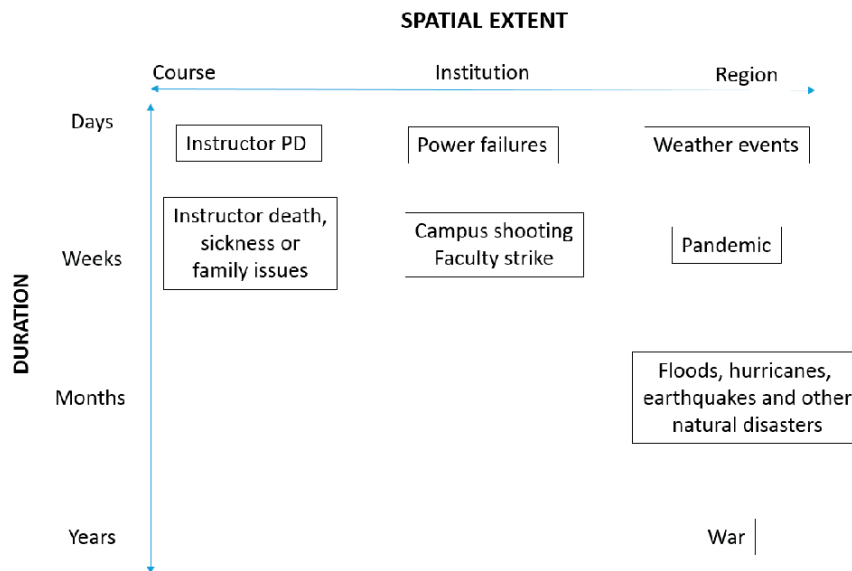 SPATIAL EXTENT
Course
Institution
Region
DURATION
Days
Instructor PD
Power failures
Weather events
Weeks
Instructor death,
sickness or
family issues
Campus shooting
Faculty strike
Pandemic
Months
Floods, hurricanes,
earthquakes and other
natural disasters
Years
War